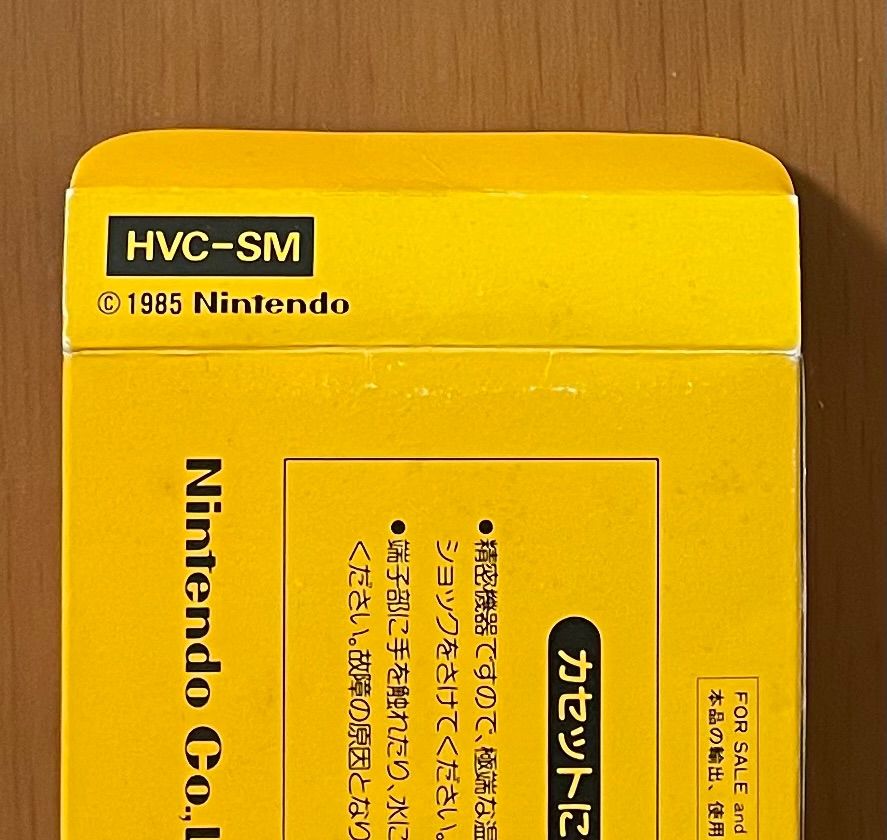 HVC-SM
© 1985 Nintendo
FOR SALE and
本品の輸出、使用
カセットに
●精密機器ですので、極端な温
ショックをさけてください。
●端子部に手を触れたり、水に
ください。故障の原因となり
Nintendo Co.,